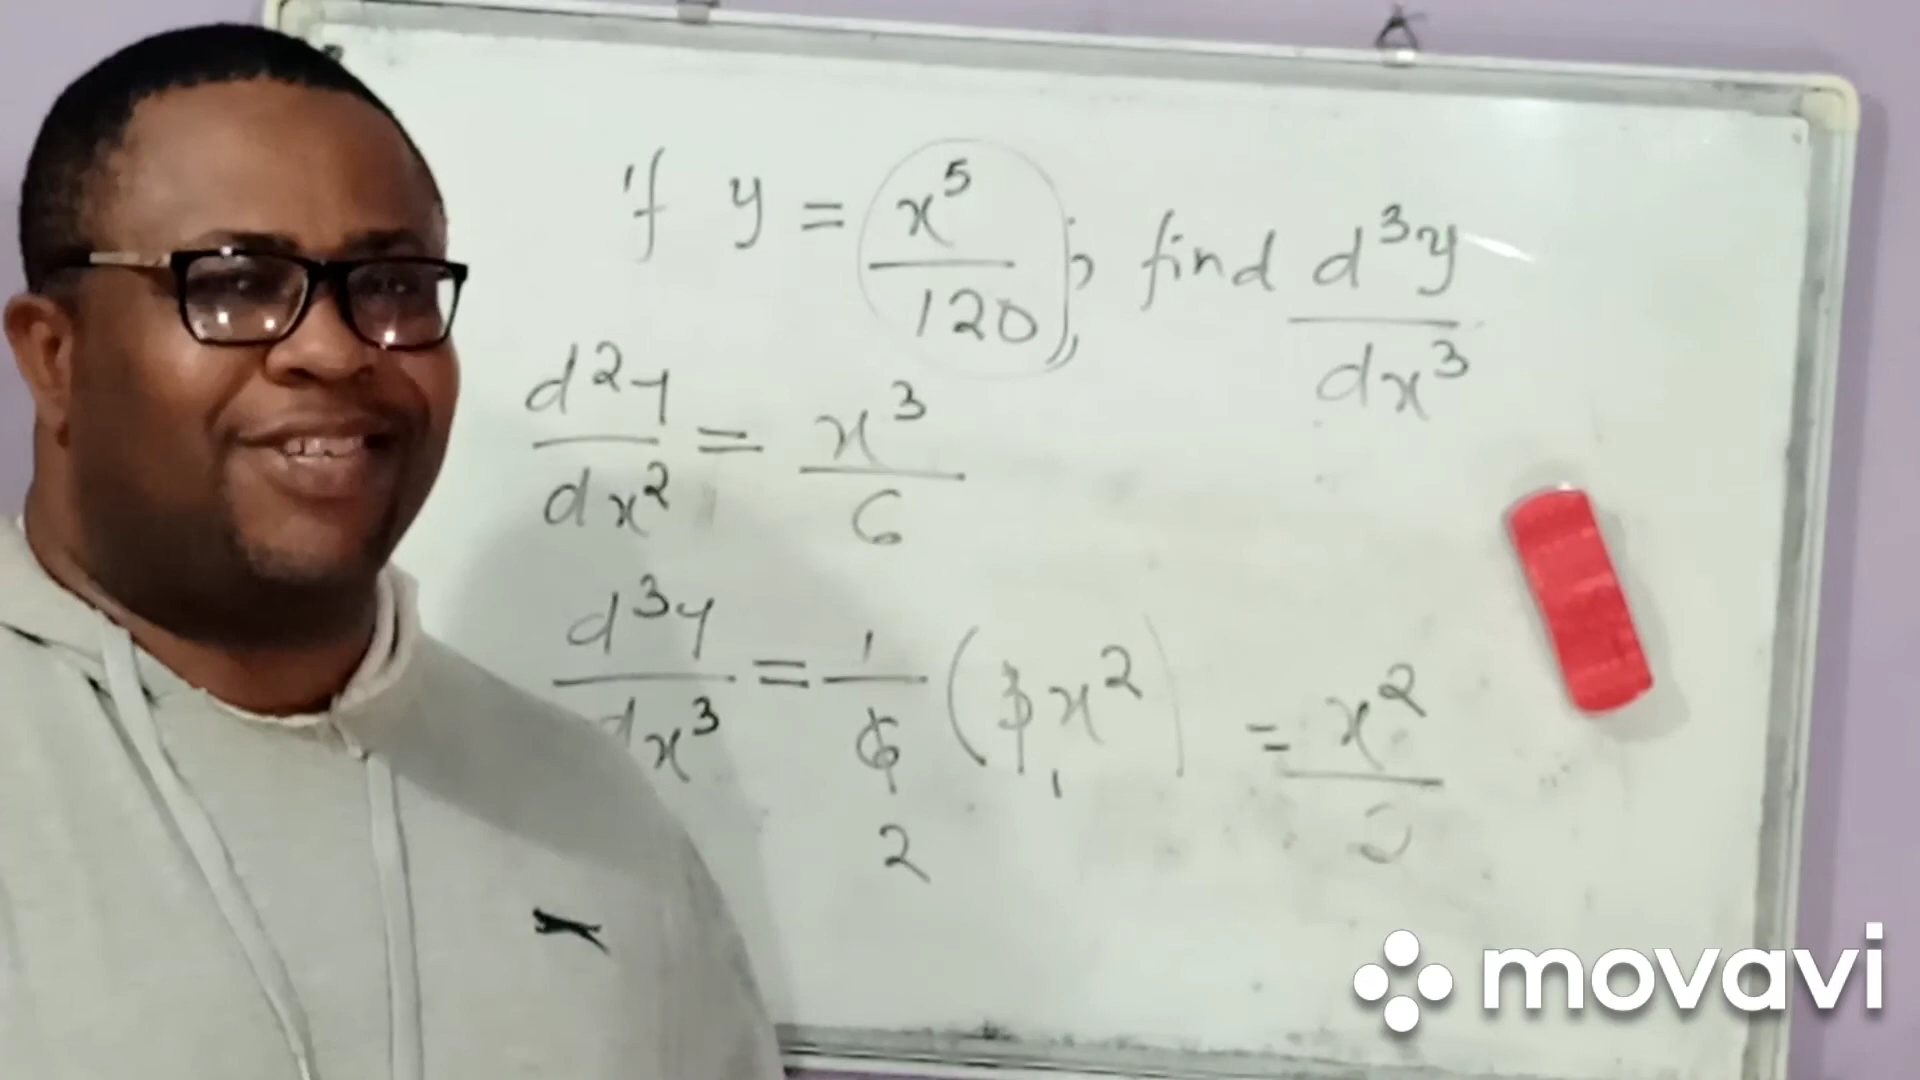 If y = x^5/120; find d^3y/dx^3
d^2y/dx^2 = x^3/6
d^3y/dx^3 = 1/6 (3x^2) = x^2/
1
2
movavi